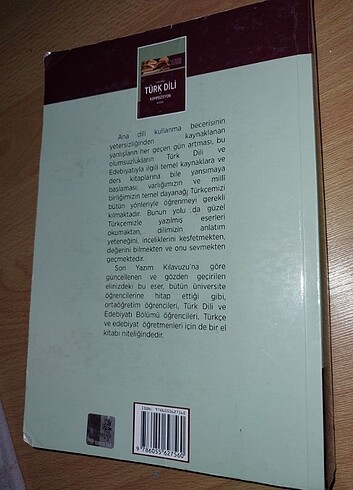 TÜRK DİLİ
KOMPOZİSYON
Ana dili kullanma becerisinin
yetersizliğinden kaynaklanan
yanlışların her geçen gün artması, bu
olumsuzlukların Türk Dili ve
Edebiyatıyla ilgili temel kaynaklara ve
ders kitaplarına bile yansımaya
başlaması; varlığımızın ve millî
birliğimizin temel dayanağı Türkçemizi
bütün yönleriyle öğrenmeyi gerekli
kılmaktadır. Bunun yolu da güzel
Türkçemizle yazılmış eserleri
okumaktan, dilimizin anlatım
yeteneğini, inceliklerini keşfetmekten,
değerini bilmekten ve onu sevmekten
geçmektedir.
Son Yazım Kılavuzu'na göre
güncellenen ve gözden geçirilen
elinizdeki bu eser, bütün üniversite
öğrencilerine hitap ettiği gibi,
ortaöğretim öğrencileri, Türk Dili ve
Edebiyatı Bölümü öğrencileri, Türkçe
ve edebiyat öğretmenleri için de bir el
kitabı niteliğindedir.
ISBN: 9786055627560
9 786055 627560